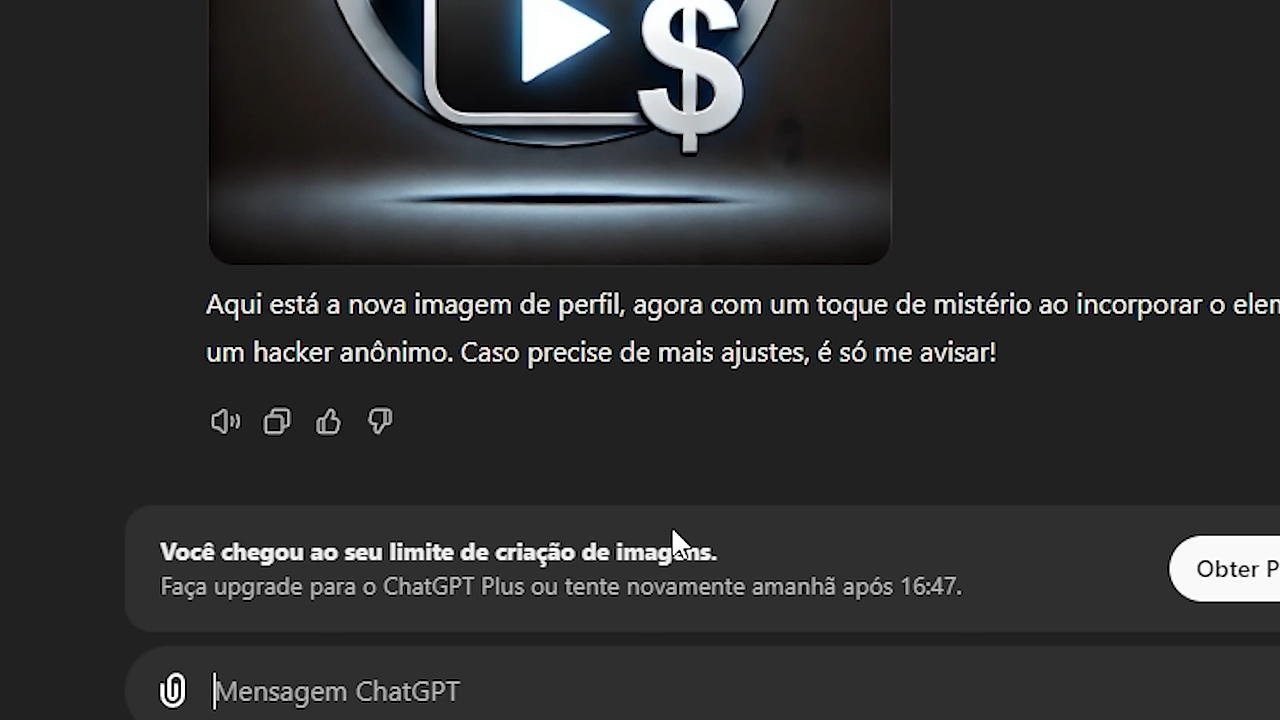 $
Aqui está a nova imagem de perfil, agora com um toque de mistério ao incorporar o
um hacker anônimo. Caso precise de mais ajustes, é só me avisar!
Você chegou ao seu limite de criação de imagens.
Faça upgrade para o ChatGPT Plus ou tente novamente amanhã após 16:47.
Obter P
Mensagem ChatGPT